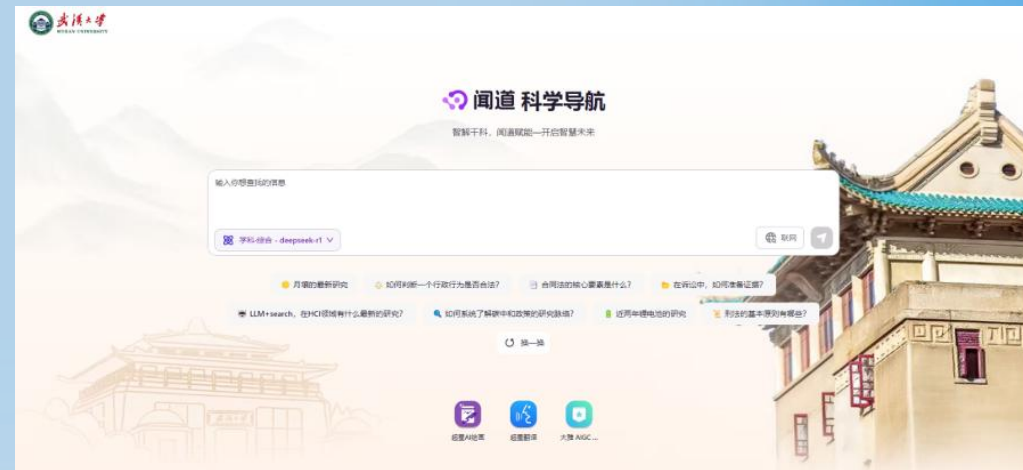 武汉大学
WUHAN UNIVERSITY
闻道 科学导航
智解千科，闻道赋能—开启智慧未来
输入你想查找的信息
学科-综合 - deepseek-r1
联网
月壤的最新研究
如何判断一个行政行为是否合法?
合同法的核心要素是什么?
在诉讼中，如何准备证据?
LLM+search，在HCI领域有什么最新的研究?
如何系统了解碳中和政策的研究脉络?
近两年锂电池的研究
刑法的基本原则有哪些?
换一换
超星AI绘画
超星翻译
大雅 AIGC ...